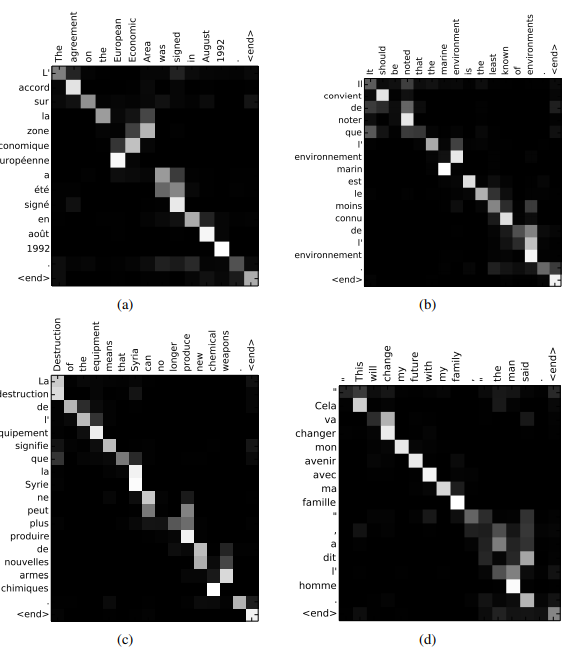 The
agreement
on
the
European
Economic
Area
was
signed
in
August
1992
.
<end>
L'
accord
sur
la
zone
conomique
uropéenne
a
été
signé
en
août
1992
.
<end>
(a)
It
should
be
noted
that
the
marine
environment
is
the
least
known
of
environments
.
<end>
Il
convient
de
noter
que
l'
environnement
marin
est
le
moins
connu
de
l'
environnement
.
<end>
(b)
Destruction
of
the
equipment
means
that
Syria
can
no
longer
produce
new
chemical
weapons
.
<end>
La
destruction
de
l'
quipement
signifie
que
la
Syrie
ne
peut
plus
produire
de
nouvelles
armes
chimiques
.
<end>
(c)
"
This
will
change
my
future
with
my
family
,
"
the
man
said
.
<end>
"
Cela
va
changer
mon
avenir
avec
ma
famille
"
,
a
dit
l'
homme
.
<end>
(d)